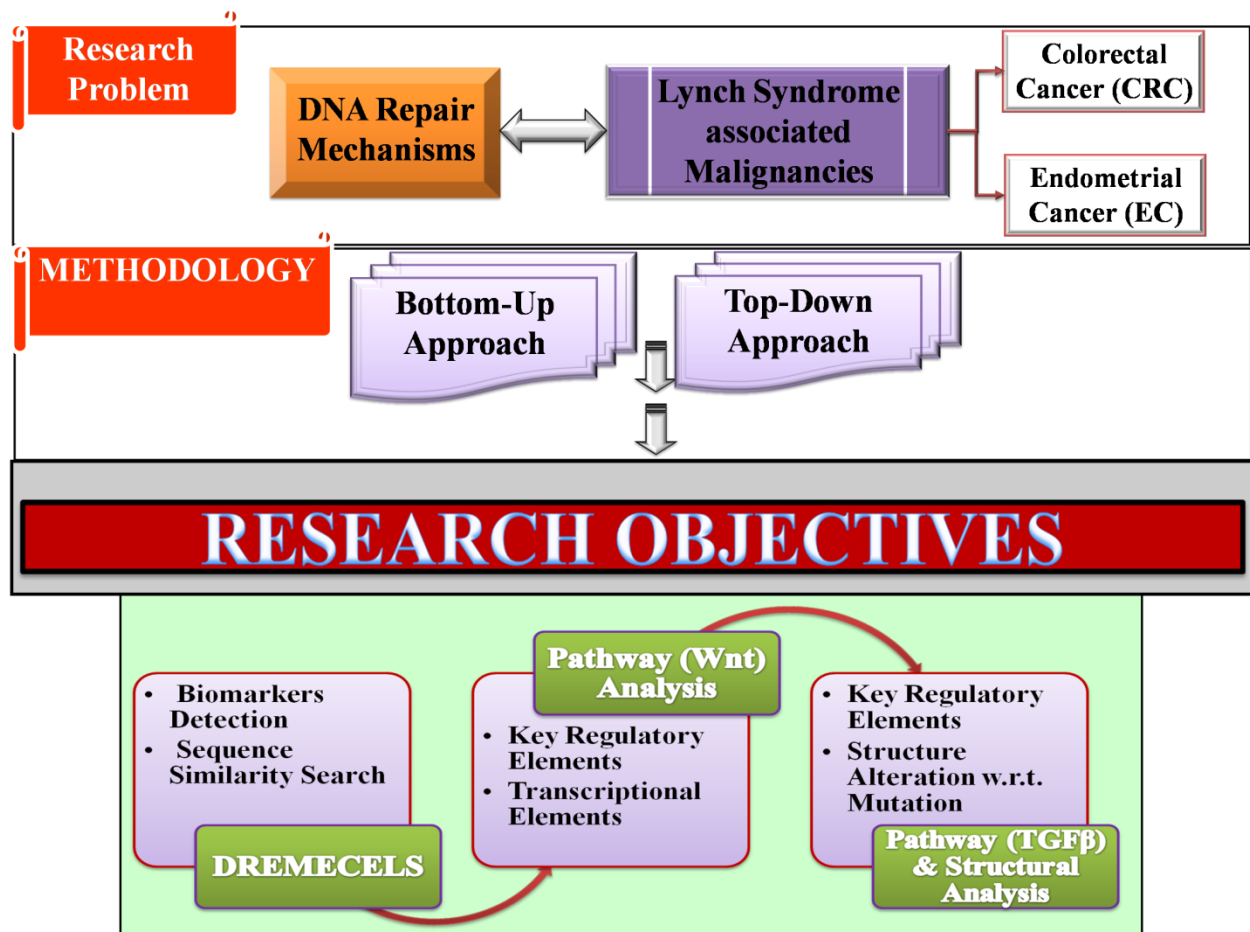 Research
Problem
DNA Repair
Mechanisms
Lynch Syndrome
associated
Malignancies
Colorectal
Cancer (CRC)
Endometrial
Cancer (EC)
METHODOLOGY
Bottom-Up
Approach
Top-Down
Approach
RESEARCH OBJECTIVES
• Biomarkers
Detection
• Sequence
Similarity Search
DREMECELS
Pathway (Wnt)
Analysis
• Key Regulatory
Elements
• Transcriptional
Elements
• Key Regulatory
Elements
• Structure
Alteration w.r.t.
Mutation
Pathway (TGFβ)
& Structural
Analysis